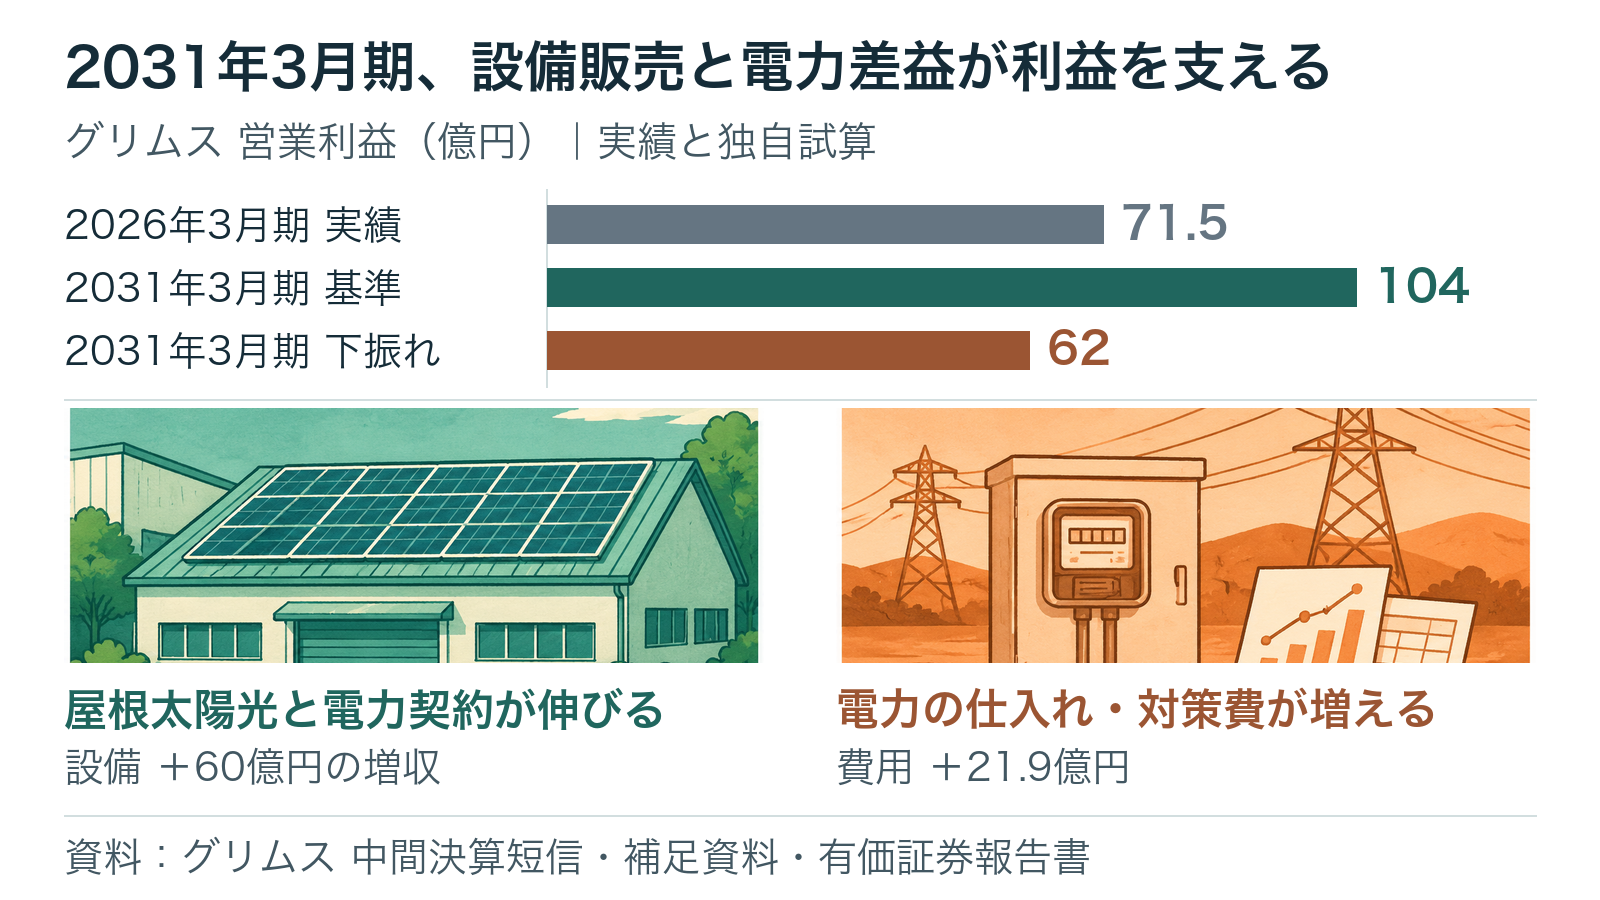 2031年3月期、設備販売と電力差益が利益を支える
グリムス 営業利益（億円）｜実績と独自試算
2026年3月期 実績 71.5
2031年3月期 基準 104
2031年3月期 下振れ 62
屋根太陽光と電力契約が伸びる
設備 ＋60億円の増収
電力の仕入れ・対策費が増える
費用 ＋21.9億円
資料：グリムス 中間決算短信・補足資料・有価証券報告書